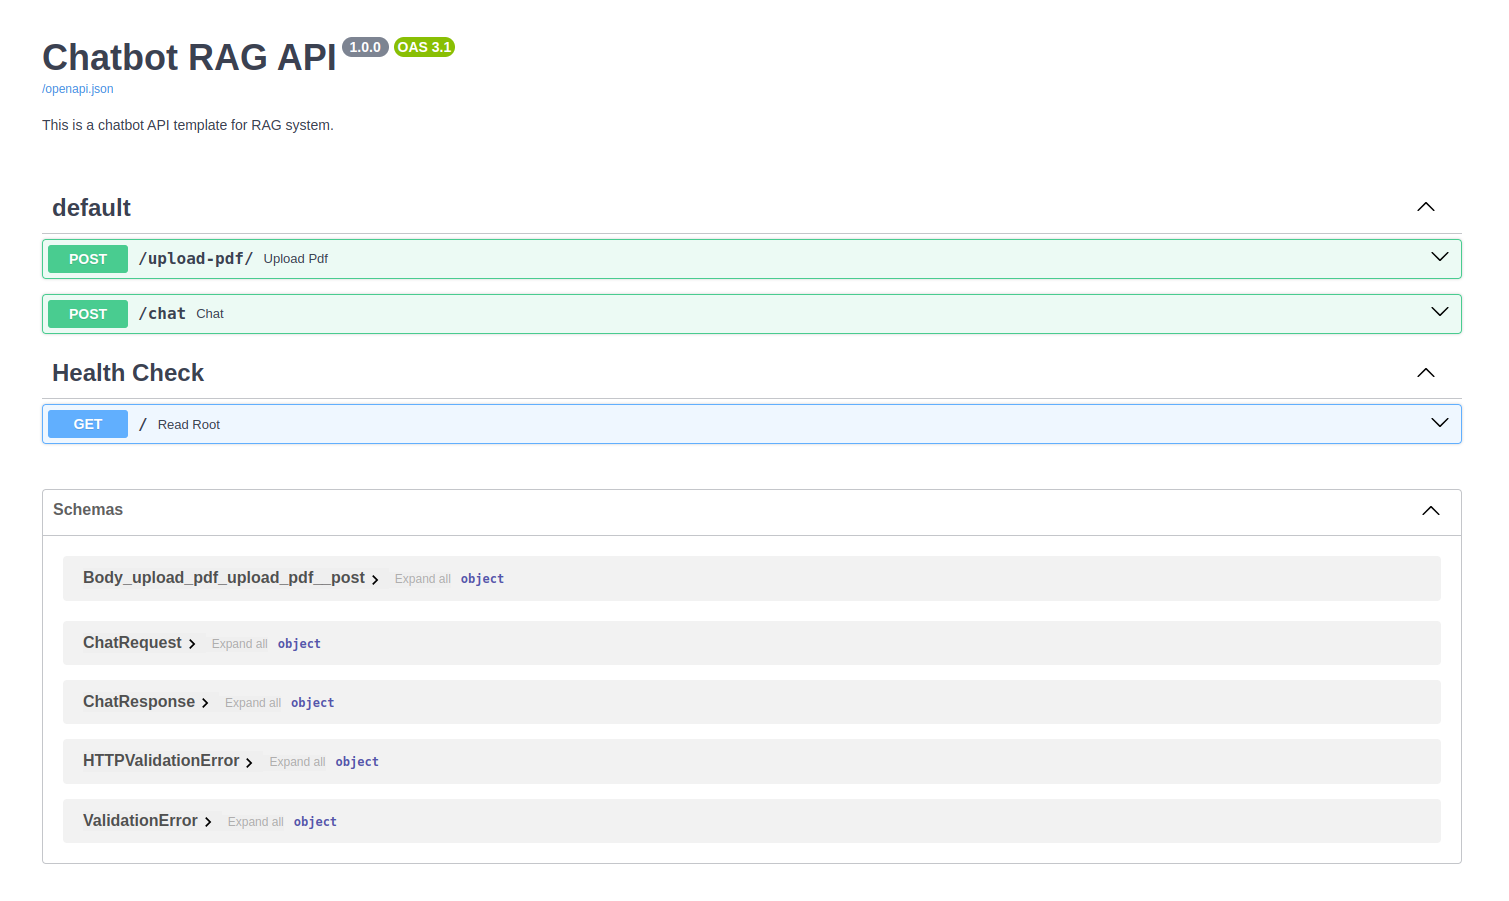 Chatbot RAG API 1.0.0 OAS 3.1
/openapi.json
This is a chatbot API template for RAG system.
default
POST /upload-pdf/ Upload Pdf
POST /chat Chat
Health Check
GET / Read Root
Schemas
Body_upload_pdf_upload_pdf__post Expand all object
ChatRequest Expand all object
ChatResponse Expand all object
HTTPValidationError Expand all object
ValidationError Expand all object